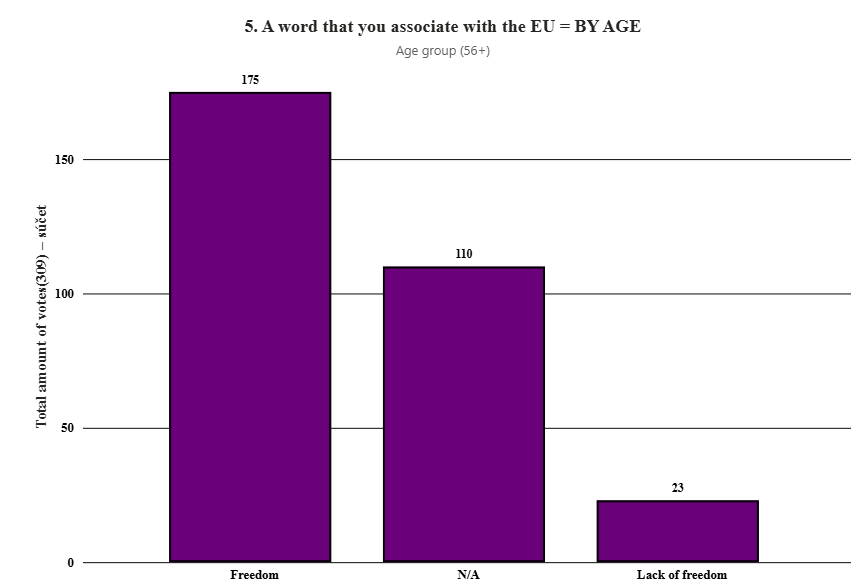 5. A word that you associate with the EU = BY AGE
Age group (56+)
Total amount of votes(309) – súčet
175
150
110
100
50
23
0
Freedom
N/A
Lack of freedom